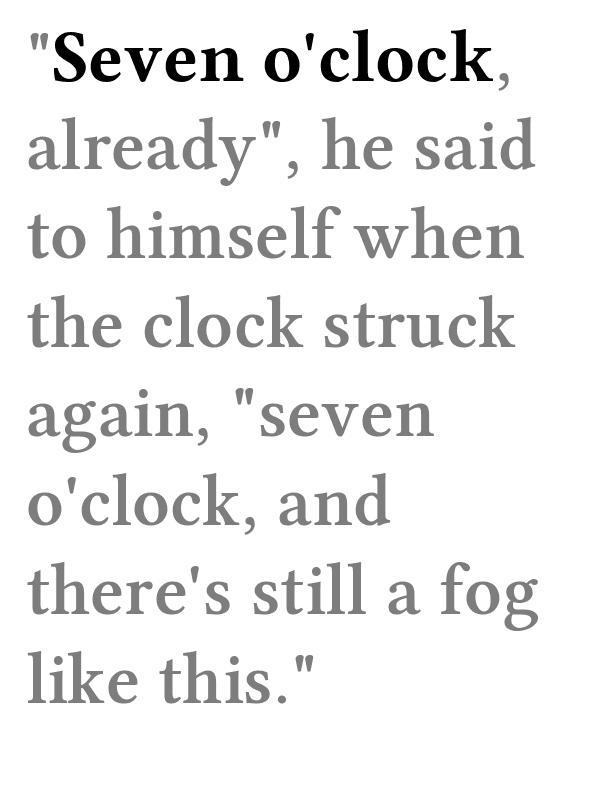 "Seven o'clock,
already", he said
to himself when
the clock struck
again, "seven
o'clock, and
there's still a fog
like this."